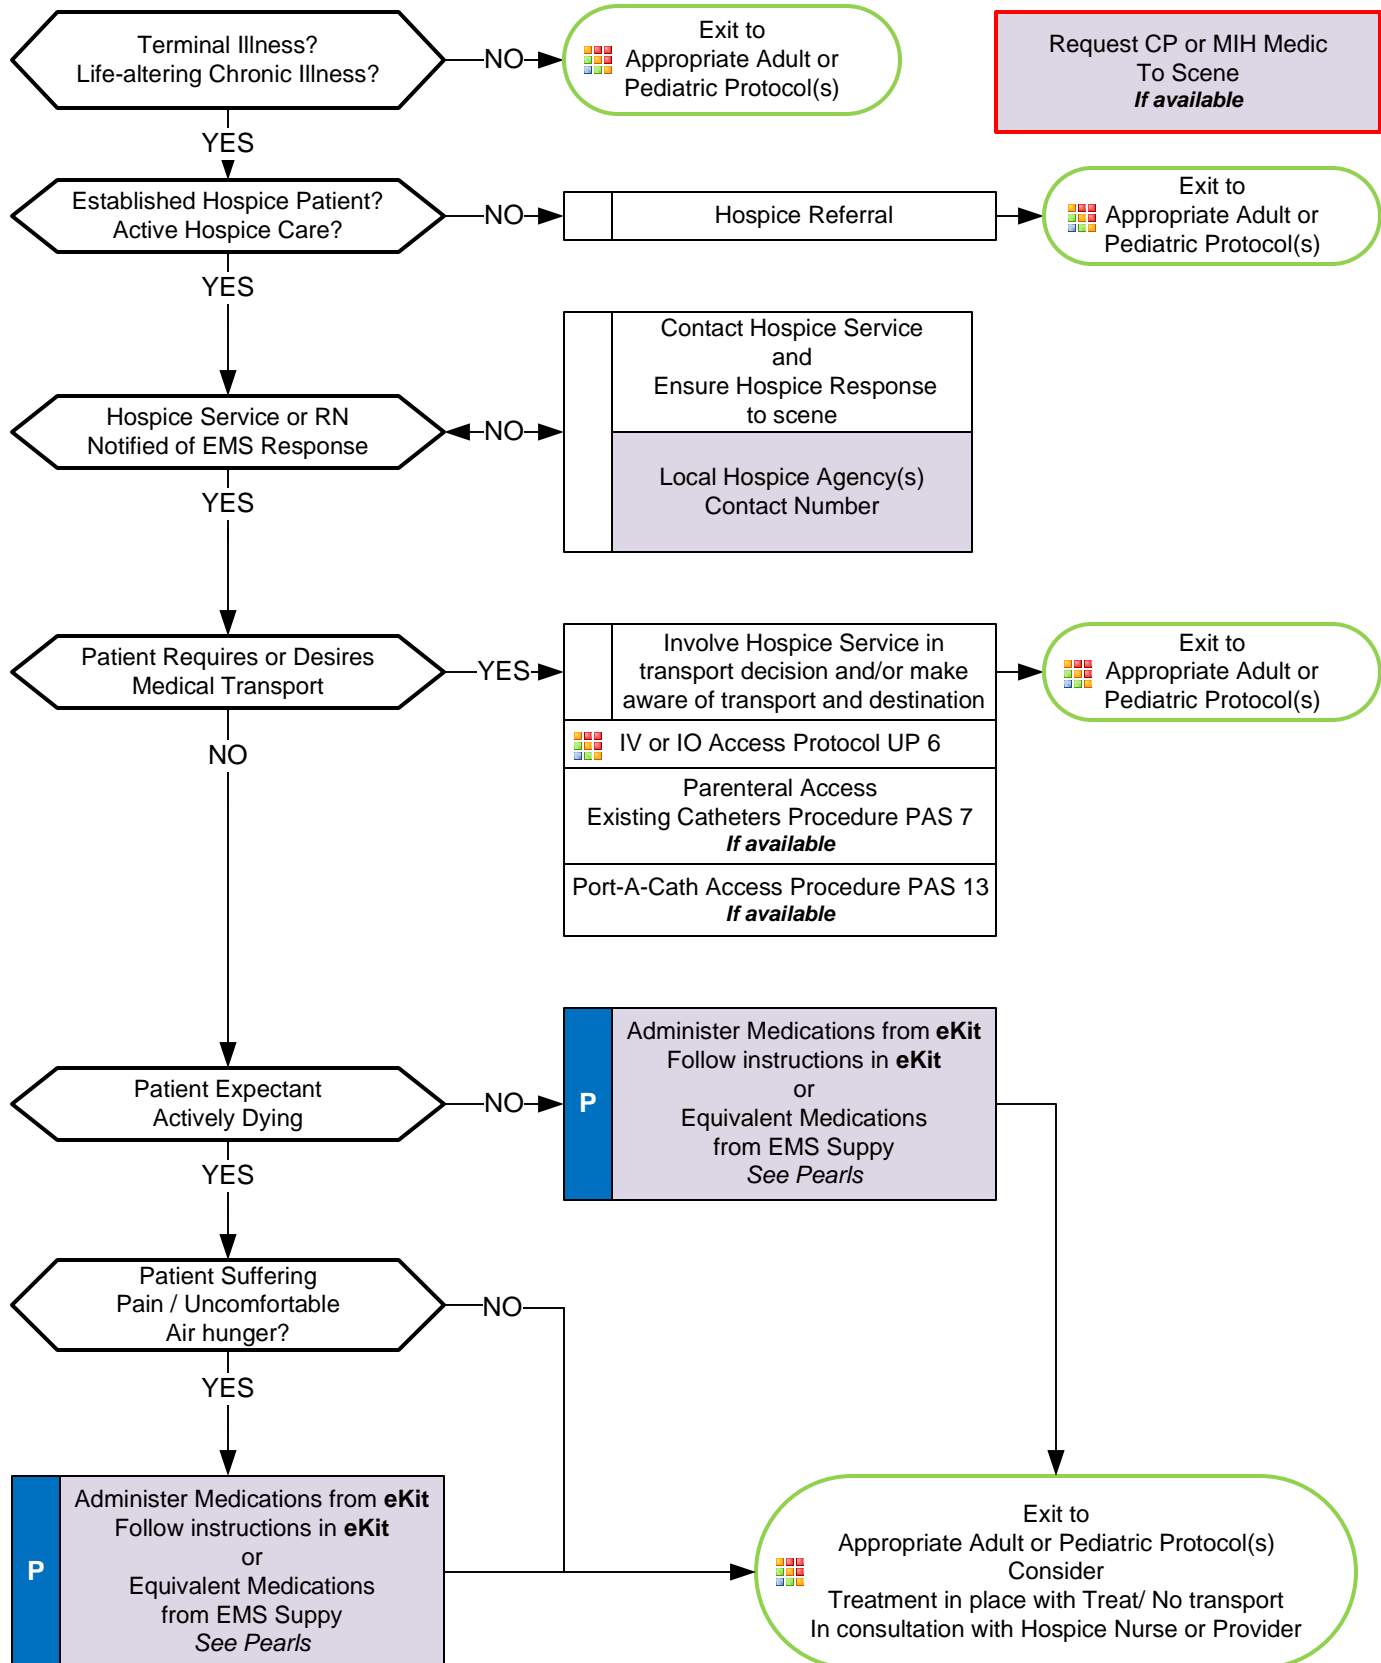 Terminal Illness?
Life-altering Chronic Illness?
NO
Exit to
Appropriate Adult or
Pediatric Protocol(s)
Request CP or MIH Medic
To Scene
If available
YES
Established Hospice Patient?
Active Hospice Care?
NO
Hospice Referral
Exit to
Appropriate Adult or
Pediatric Protocol(s)
YES
Hospice Service or RN
Notified of EMS Response
NO
Contact Hospice Service
and
Ensure Hospice Response
to scene
Local Hospice Agency(s)
Contact Number
YES
Patient Requires or Desires
Medical Transport
YES
Involve Hospice Service in
transport decision and/or make
aware of transport and destination
Exit to
Appropriate Adult or
Pediatric Protocol(s)
IV or IO Access Protocol UP 6
Parenteral Access
Existing Catheters Procedure PAS 7
If available
Port-A-Cath Access Procedure PAS 13
If available
NO
Patient Expectant
Actively Dying
NO
P
Administer Medications from eKit
Follow instructions in eKit
or
Equivalent Medications
from EMS Suppy
See Pearls
YES
Patient Suffering
Pain / Uncomfortable
Air hunger?
NO
YES
P
Administer Medications from eKit
Follow instructions in eKit
or
Equivalent Medications
from EMS Suppy
See Pearls
Exit to
Appropriate Adult or Pediatric Protocol(s)
Consider
Treatment in place with Treat/ No transport
In consultation with Hospice Nurse or Provider